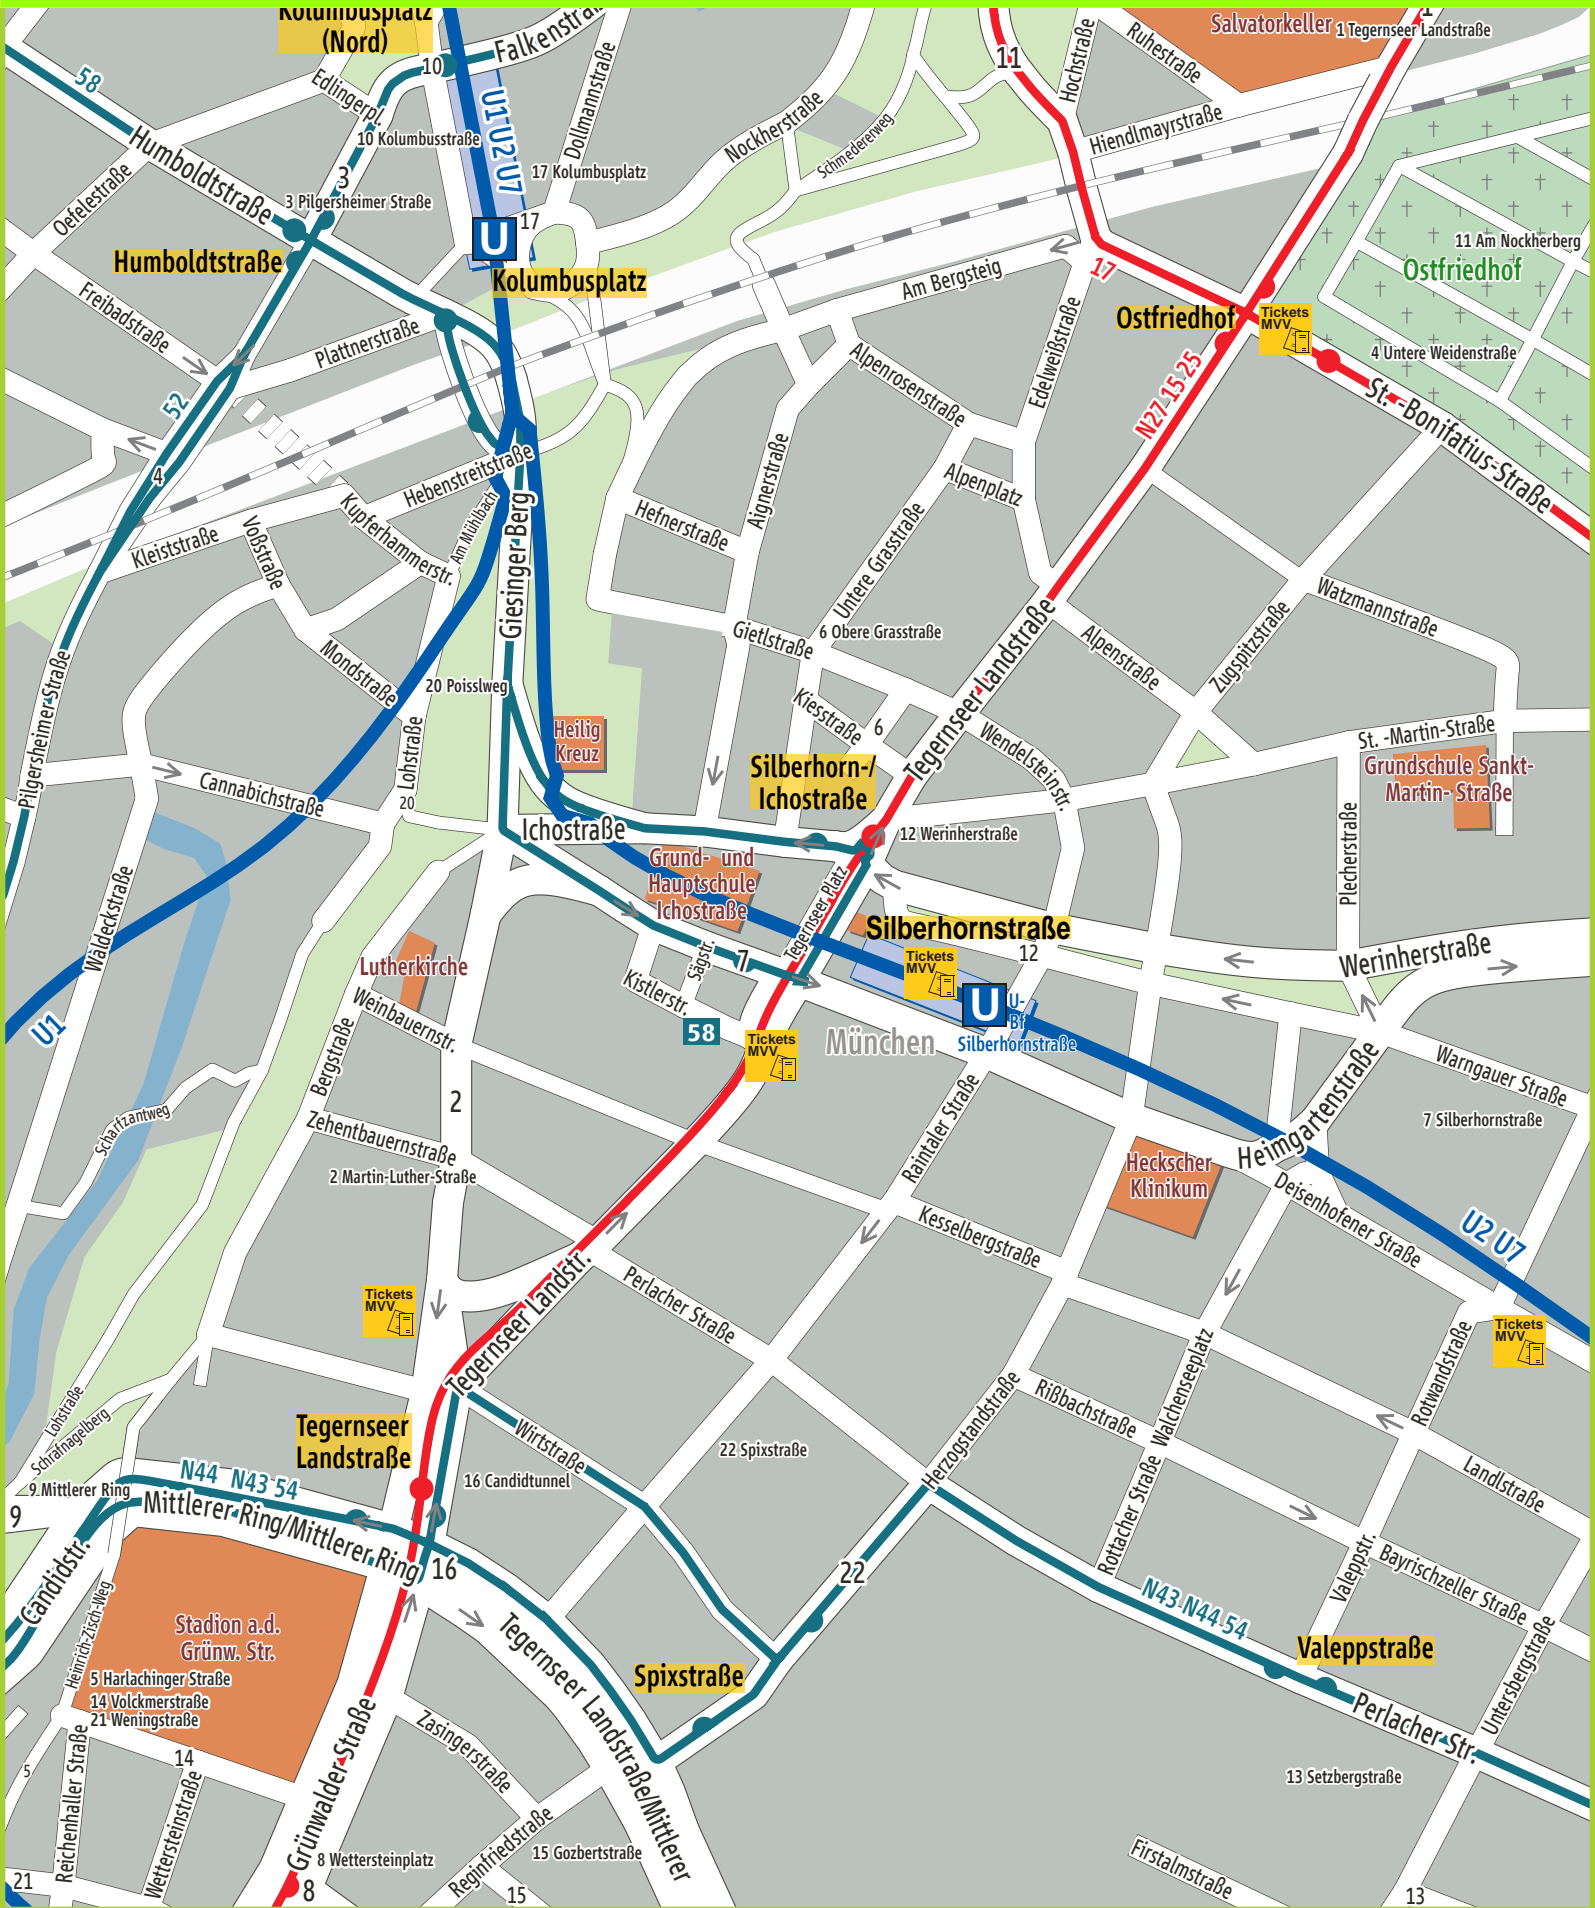 Kolumbusplatz
(Nord)
Falkenstraße
Salvatorkeller
1
1 Tegernseer Landstraße
58
10
Edlingerpl.
10 Kolumbusstraße
U1 U2 U7
Dollmannstraße
Nockherstraße
Schmedererweg
11
Hochstraße
Ruhestraße
Hiendlmayrstraße
Humboldtstraße
Oefelestraße
3
3 Pilgersheimer Straße
17 Kolumbusplatz
17
U
Kolumbusplatz
Humboldtstraße
Freibadstraße
Plattnerstraße
Am Bergsteig
17
11 Am Nockherberg
Ostfriedhof
Ostfriedhof
Tickets
MVV
4 Untere Weidenstraße
St. -Bonifatius-Straße
N27 15 25
Edelweißstraße
Alpenrosenstraße
Alpenplatz
52
4
Hebenstreitstraße
Kleiststraße
Voßstraße
Kupferhammerstr.
Am Mühlbach
Giesinger Berg
Hefnerstraße
Aignerstraße
Untere Grasstraße
Gietlstraße
6 Obere Grasstraße
Kiesstraße
6
Tegernseer Landstraße
Alpenstraße
Zugspitzstraße
Watzmannstraße
Mondstraße
20 Poisslweg
Pilgersheimer Straße
Lohstraße
20
Cannabichstraße
Heilig
Kreuz
Silberhorn-/
Ichostraße
Wendelsteinstr.
St. -Martin-Straße
Grundschule Sankt-
Martin- Straße
Plecherstraße
Ichostraße
12 Werinherstraße
Grund- und
Hauptschule
Ichostraße
Tegernseer Platz
Silberhornstraße
Tickets
MVV
12
Werinherstraße
Waldeckstraße
Lutherkirche
Weinbauernstr.
Sägstr.
7
Kistlerstr.
58
Tickets
MVV
München
U
U-
Bf
Silberhornstraße
Warngauer Straße
7 Silberhornstraße
U1
Bergstraße
2
Scharfzantweg
Zehentbauernstraße
2 Martin-Luther-Straße
Raintaler Straße
Heimgartenstraße
Heckscher
Klinikum
Deisenhofener Straße
U2 U7
Kesselbergstraße
Tickets
MVV
Tegernseer Landstr.
Perlacher Straße
Tickets
MVV
Rotwandstraße
Walchenseeplatz
Rißbachstraße
Herzogstandstraße
Lohstraße
Schrafnagelberg
Tegernseer
Landstraße
Wirtstraße
22 Spixstraße
16 Candidtunnel
Landlstraße
N44 N43 54
9 Mittlerer Ring
9
Mittlerer Ring/Mittlerer Ring
16
Candidstr.
22
Rottacher Straße
Valeppstr.
Bayrischzeller Straße
N43 N44 54
Heinrich-Zisch-Weg
Stadion a.d.
Grünw. Str.
5 Harlachinger Straße
14 Volckmerstraße
21 Weningstraße
Tegernseer Landstraße/Mittlerer
Spixstraße
Valeppstraße
Untersbergstraße
Perlacher Str.
Zasingerstraße
14
5
Reichenhaller Straße
Wettersteinstraße
Grünwalder Straße
13 Setzbergstraße
21
8 Wettersteinplatz
8
Reginfriedstraße
15 Gozbertstraße
15
Firstalmstraße
13